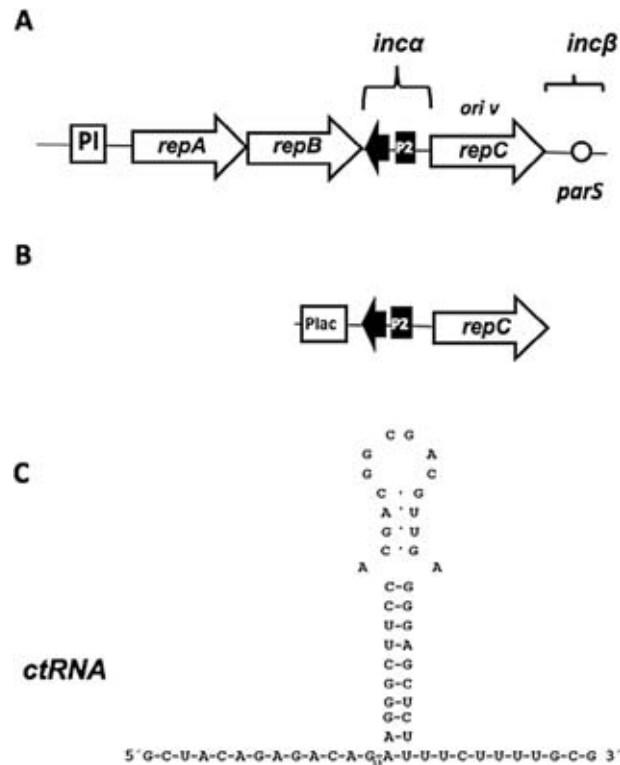 A
incα incβ
ori v
PI repA repB P2 repC
parS
B
Plac P2 repC
C G
G A
C
G C
C · G
A · U
G · U
C · G
A A
C-G
C-G
U-G
U-A
C-G
ctRNA
G-C
G-U
G-C
A-U
5´G-C-U-A-C-A-G-A-G-A-C-A-G-A-U-U-U-U-C-U-U-U-U-G-C-G 3´